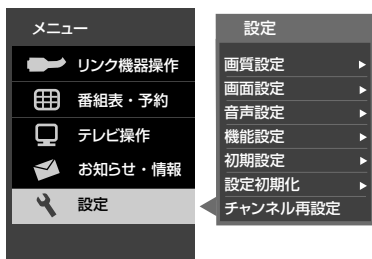 メニュー
リンク機器操作
番組表・予約
テレビ操作
お知らせ・情報
設定
設定
画質設定
画面設定
音声設定
機能設定
初期設定
設定初期化
チャンネル再設定